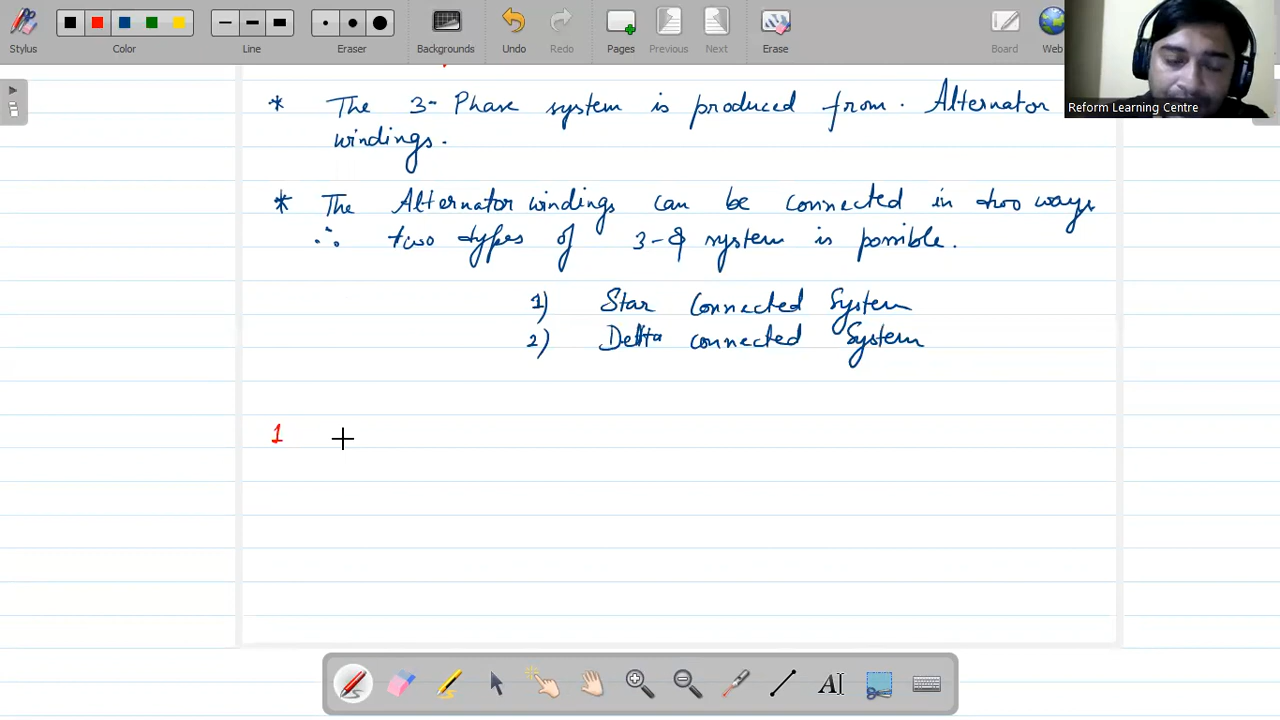 Stylus
Color
Line
Eraser
Backgrounds
Undo
Redo
Pages
Previous
Next
Erase
Board
Web
Reform Learning Centre
* The 3-Phase system is produced from. Alternator
windings.
* The Alternator windings can be connected in two ways
∴ two types of 3-ϕ system is possible.
1) Star Connected System
2) Delta connected System
1